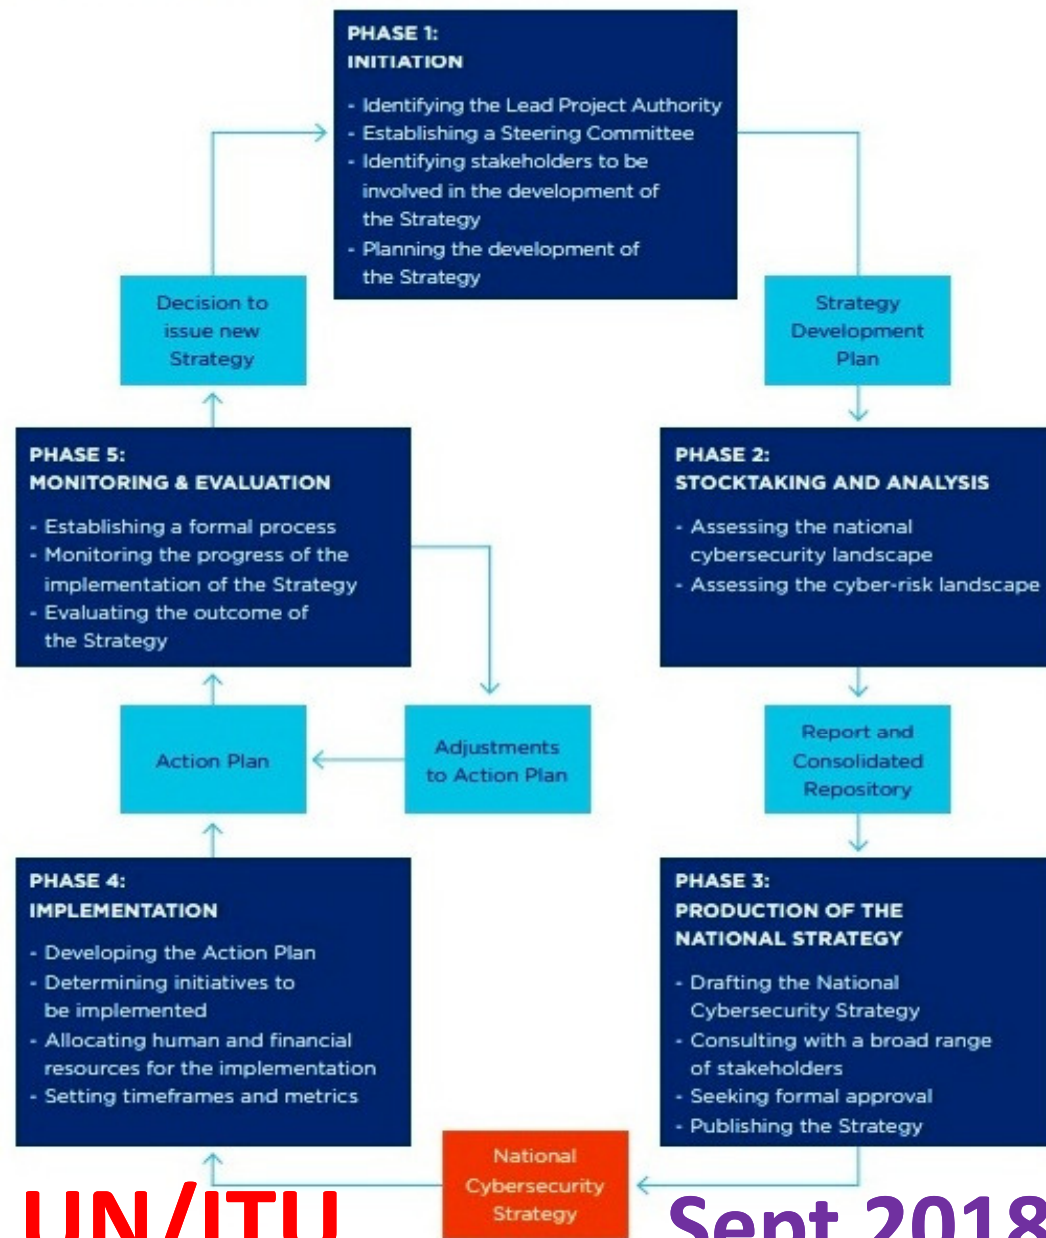 PHASE 1:
INITIATION
- Identifying the Lead Project Authority
- Establishing a Steering Committee
- Identifying stakeholders to be
involved in the development of
the Strategy
- Planning the development of
the Strategy
Decision to
issue new
Strategy
Strategy
Development
Plan
PHASE 5:
MONITORING & EVALUATION
- Establishing a formal process
- Monitoring the progress of the
implementation of the Strategy
- Evaluating the outcome of
the Strategy
PHASE 2:
STOCKTAKING AND ANALYSIS
- Assessing the national
cybersecurity landscape
- Assessing the cyber-risk landscape
Action Plan
Adjustments
to Action Plan
Report and
Consolidated
Repository
PHASE 4:
IMPLEMENTATION
- Developing the Action Plan
- Determining initiatives to
be implemented
- Allocating human and financial
resources for the implementation
- Setting timeframes and metrics
PHASE 3:
PRODUCTION OF THE
NATIONAL STRATEGY
- Drafting the National
Cybersecurity Strategy
- Consulting with a broad range
of stakeholders
- Seeking formal approval
- Publishing the Strategy
National
Cybersecurity
Strategy
UN/ITU
Sept 2018